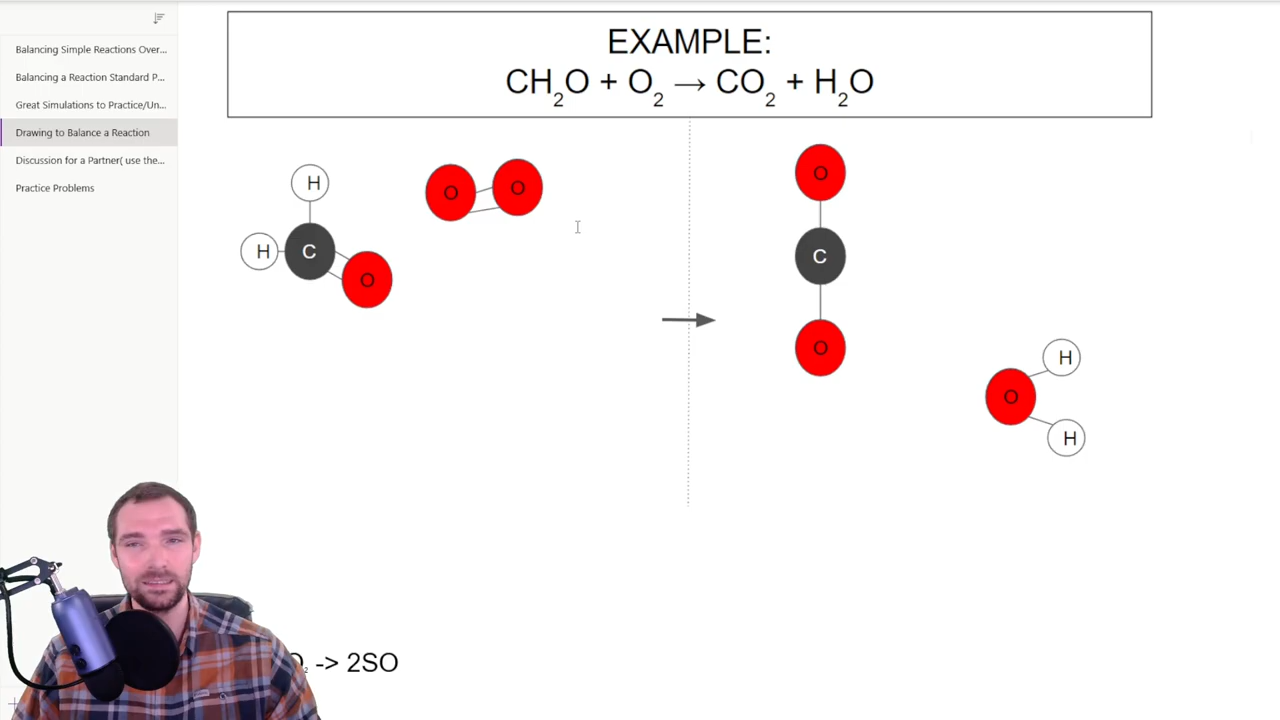 Balancing Simple Reactions Over...
Balancing a Reaction Standard P...
Great Simulations to Practice/Un...
Drawing to Balance a Reaction
Discussion for a Partner( use the...
Practice Problems
EXAMPLE:
CH₂O + O₂ → CO₂ + H₂O
H
H
C
O
O
O
O
C
O
O
H
H
O₂ -> 2SO